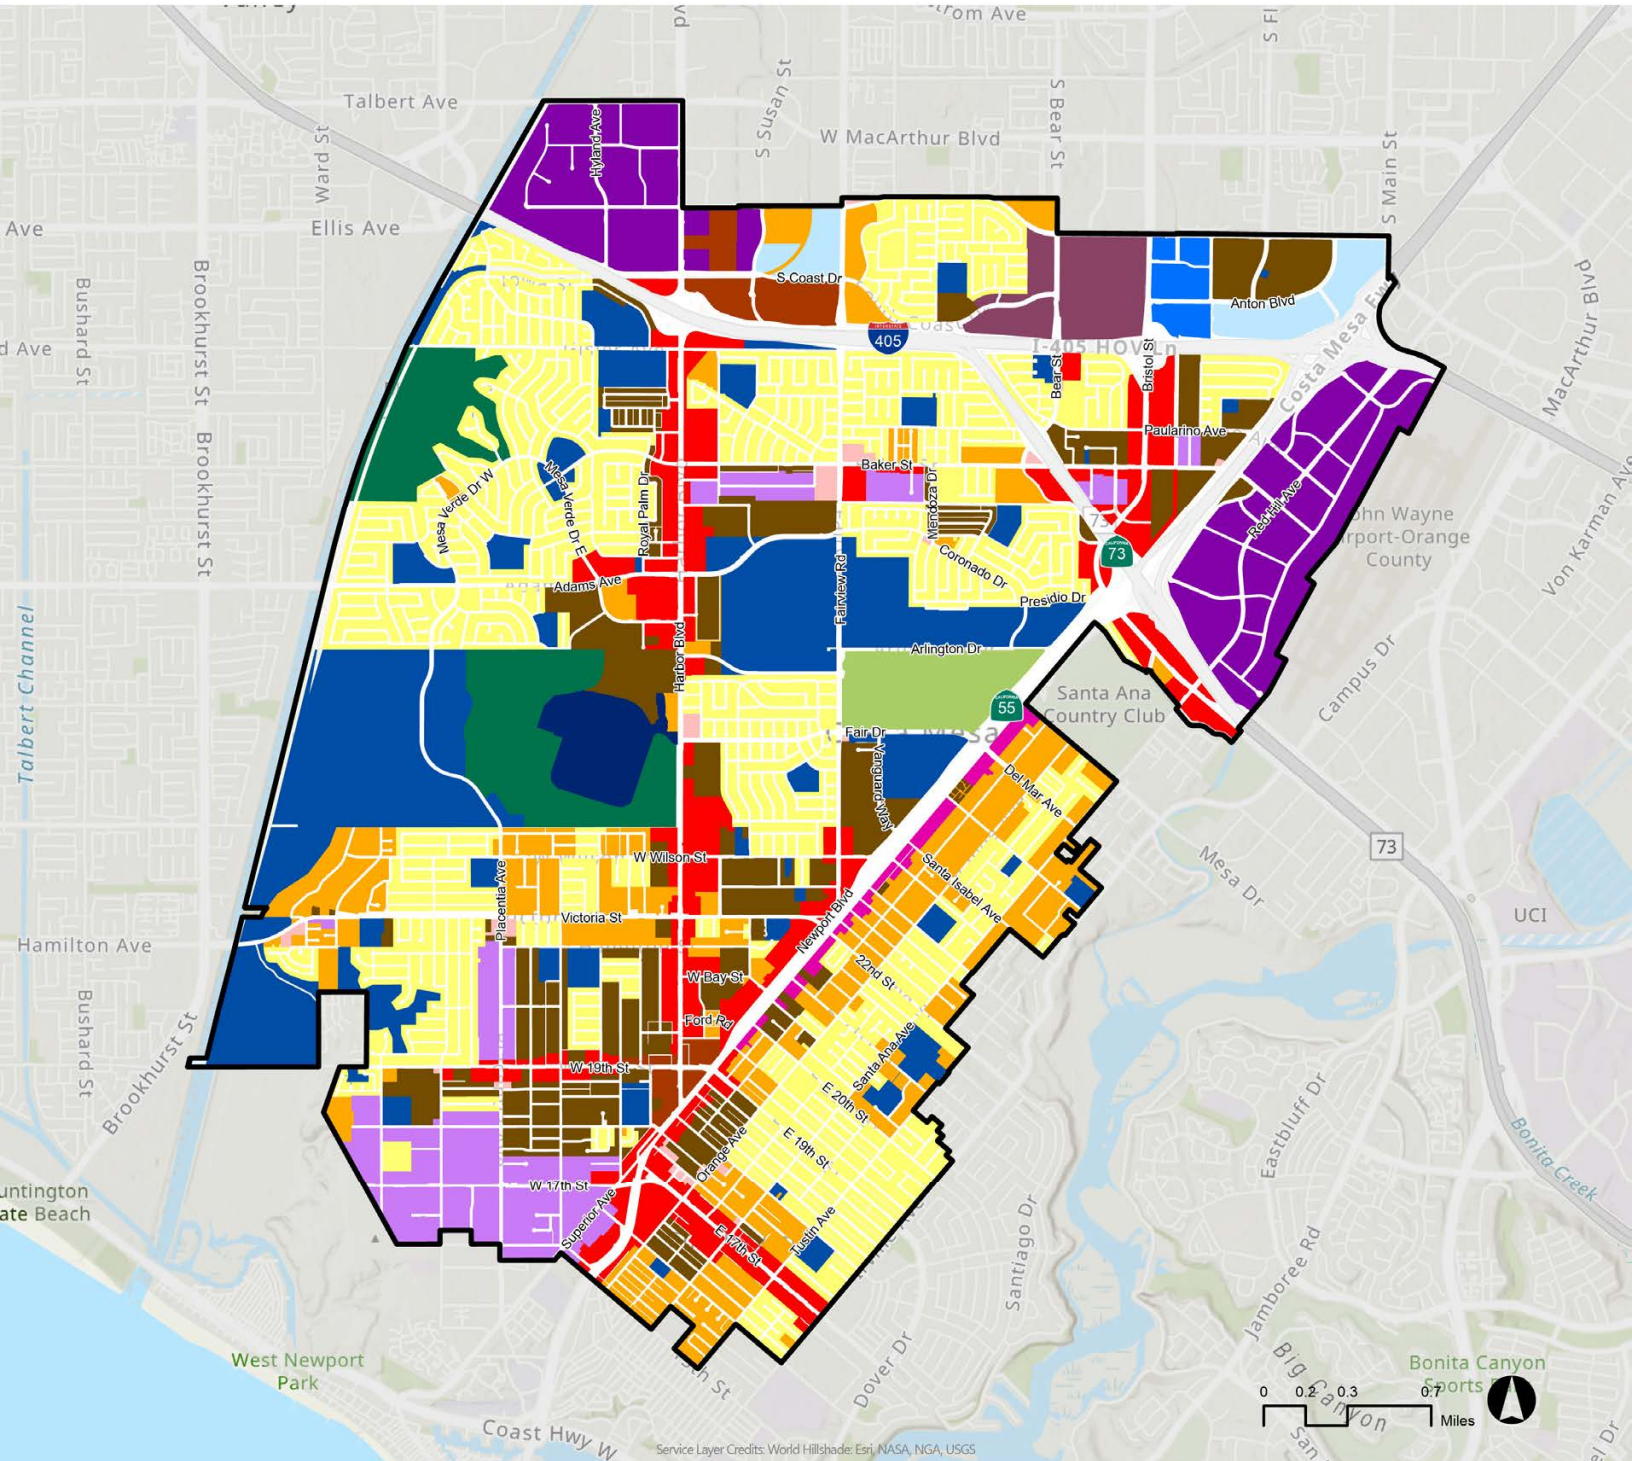 Talbert Ave
W MacArthur Blvd
S Susan St
S Bear St
S Main St
Ward St
Hyland Ave
Ellis Ave
Ave
S Coast Dr
Anton Blvd
MacArthur Blvd
Bushard St
Brookhurst St
d Ave
INTERSTATE
405
I-405 HOV Ln
Costa Mesa Fwy
Bear St
Bristol St
Paularino Ave
Baker St
Brookhurst St
Mesa Verde Dr W
Mesa Verde Dr E
Royal Palm Dr
Mendoza Dr
Red Hill Ave
Von Karman Ave
ohn Wayne
irport-Orange
County
73
CALIFORNIA
73
Coronado Dr
Adams Ave
Fairview Rd
Presidio Dr
Harbor Blvd
Arlington Dr
Campus Dr
Talbert Channel
CALIFORNIA
55
Santa Ana
Country Club
Fair Dr
Mesa
Vanguard Way
Del Mar Ave
73
Mesa Dr
W Wilson St
Placentia Ave
Santa Isabel Ave
Victoria St
Newport Blvd
UCI
Hamilton Ave
W Bay St
22nd St
Bushard St
Brookhurst St
Ford Rd
Santa Ana Ave
W 19th St
E 20th St
E 19th St
Orange Ave
Eastbluff Dr
Bonita Creek
untington
ate Beach
W 17th St
Superior Ave
E 17th St
Tustin Ave
Santiago Dr
Jamboree Rd
West Newport
Park
Dover Dr
Big Canyon
Bonita Canyon
Sports
Coast Hwy W
0 0.2 0.3 0.7
Miles
Service Layer Credits: World Hillshade: Esri, NASA, NGA, USGS